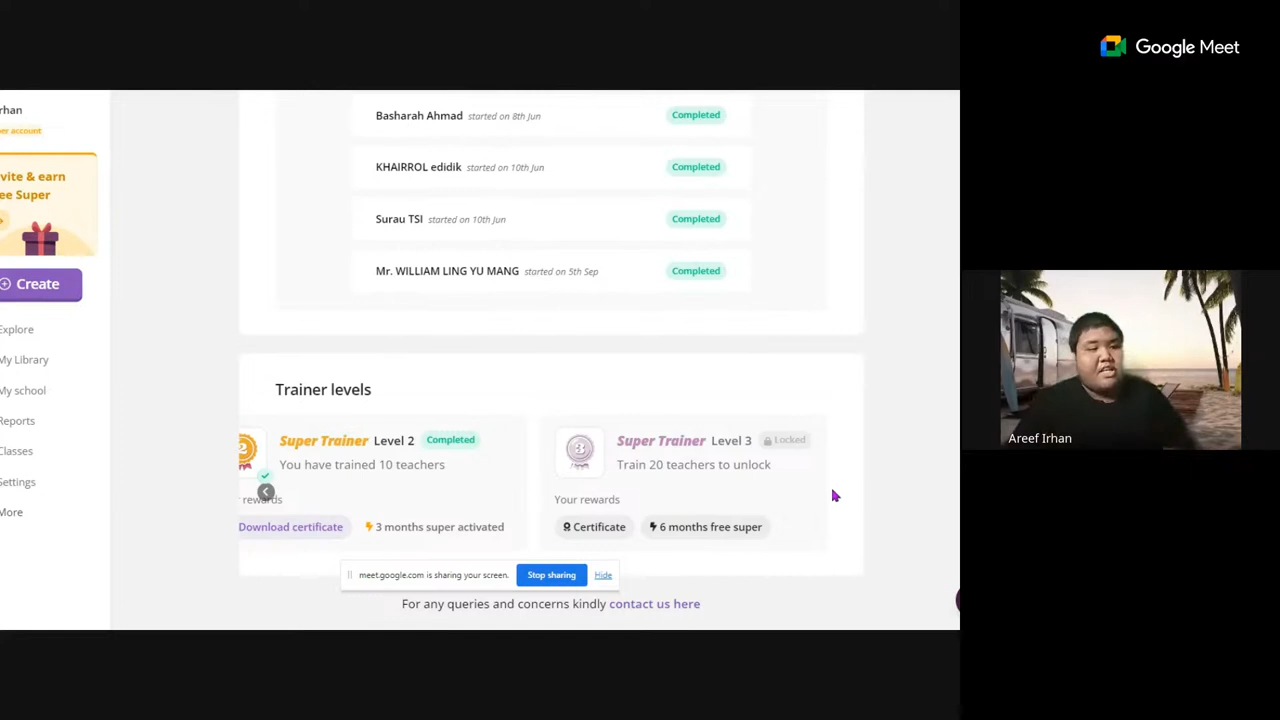 Google Meet
rhan
er account
vite & earn
ee Super
Create
Explore
My Library
My school
Reports
Classes
Settings
More
Basharah Ahmad started on 8th Jun Completed
KHAIRROL edidik started on 10th Jun Completed
Surau TSI started on 10th Jun Completed
Mr. WILLIAM LING YU MANG started on 5th Sep Completed
Trainer levels
2 Super Trainer Level 2 Completed
You have trained 10 teachers
r rewards
Download certificate 3 months super activated
3 Super Trainer Level 3 Locked
Train 20 teachers to unlock
Your rewards
Certificate 6 months free super
meet.google.com is sharing your screen. Stop sharing Hide
For any queries and concerns kindly contact us here
Areef Irhan